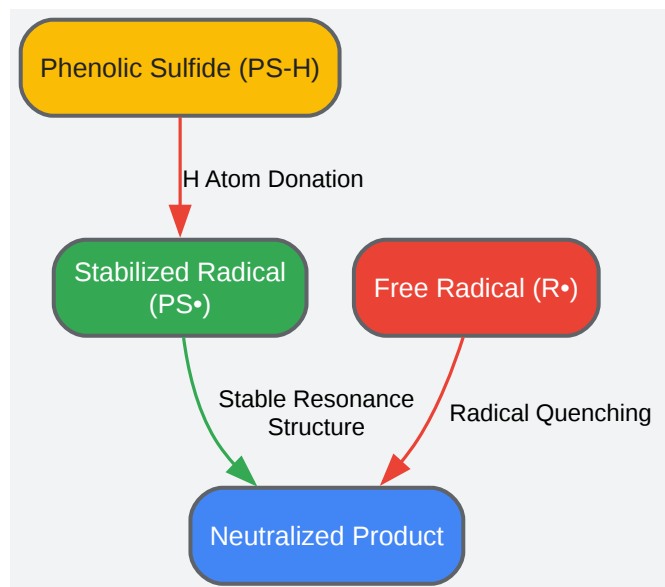 Phenolic Sulfide (PS-H)
H Atom Donation
Stabilized Radical
(PS•)
Free Radical (R•)
Stable Resonance
Structure
Radical Quenching
Neutralized Product